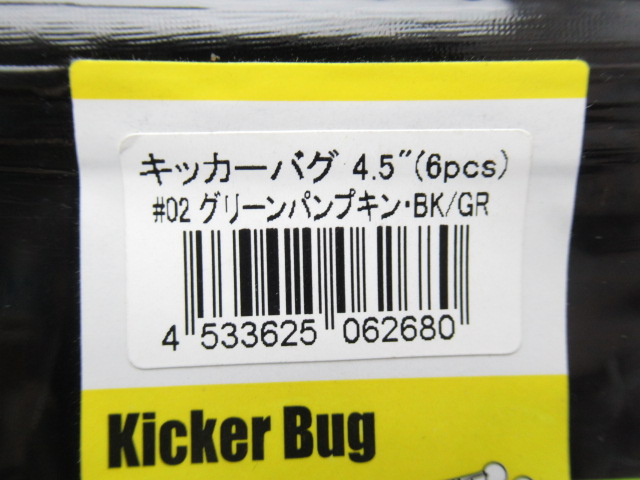 キッカーバグ 4.5″(6pcs)
#02 グリーンパンプキン・BK/GR
4 533625 062680
Kicker Bug